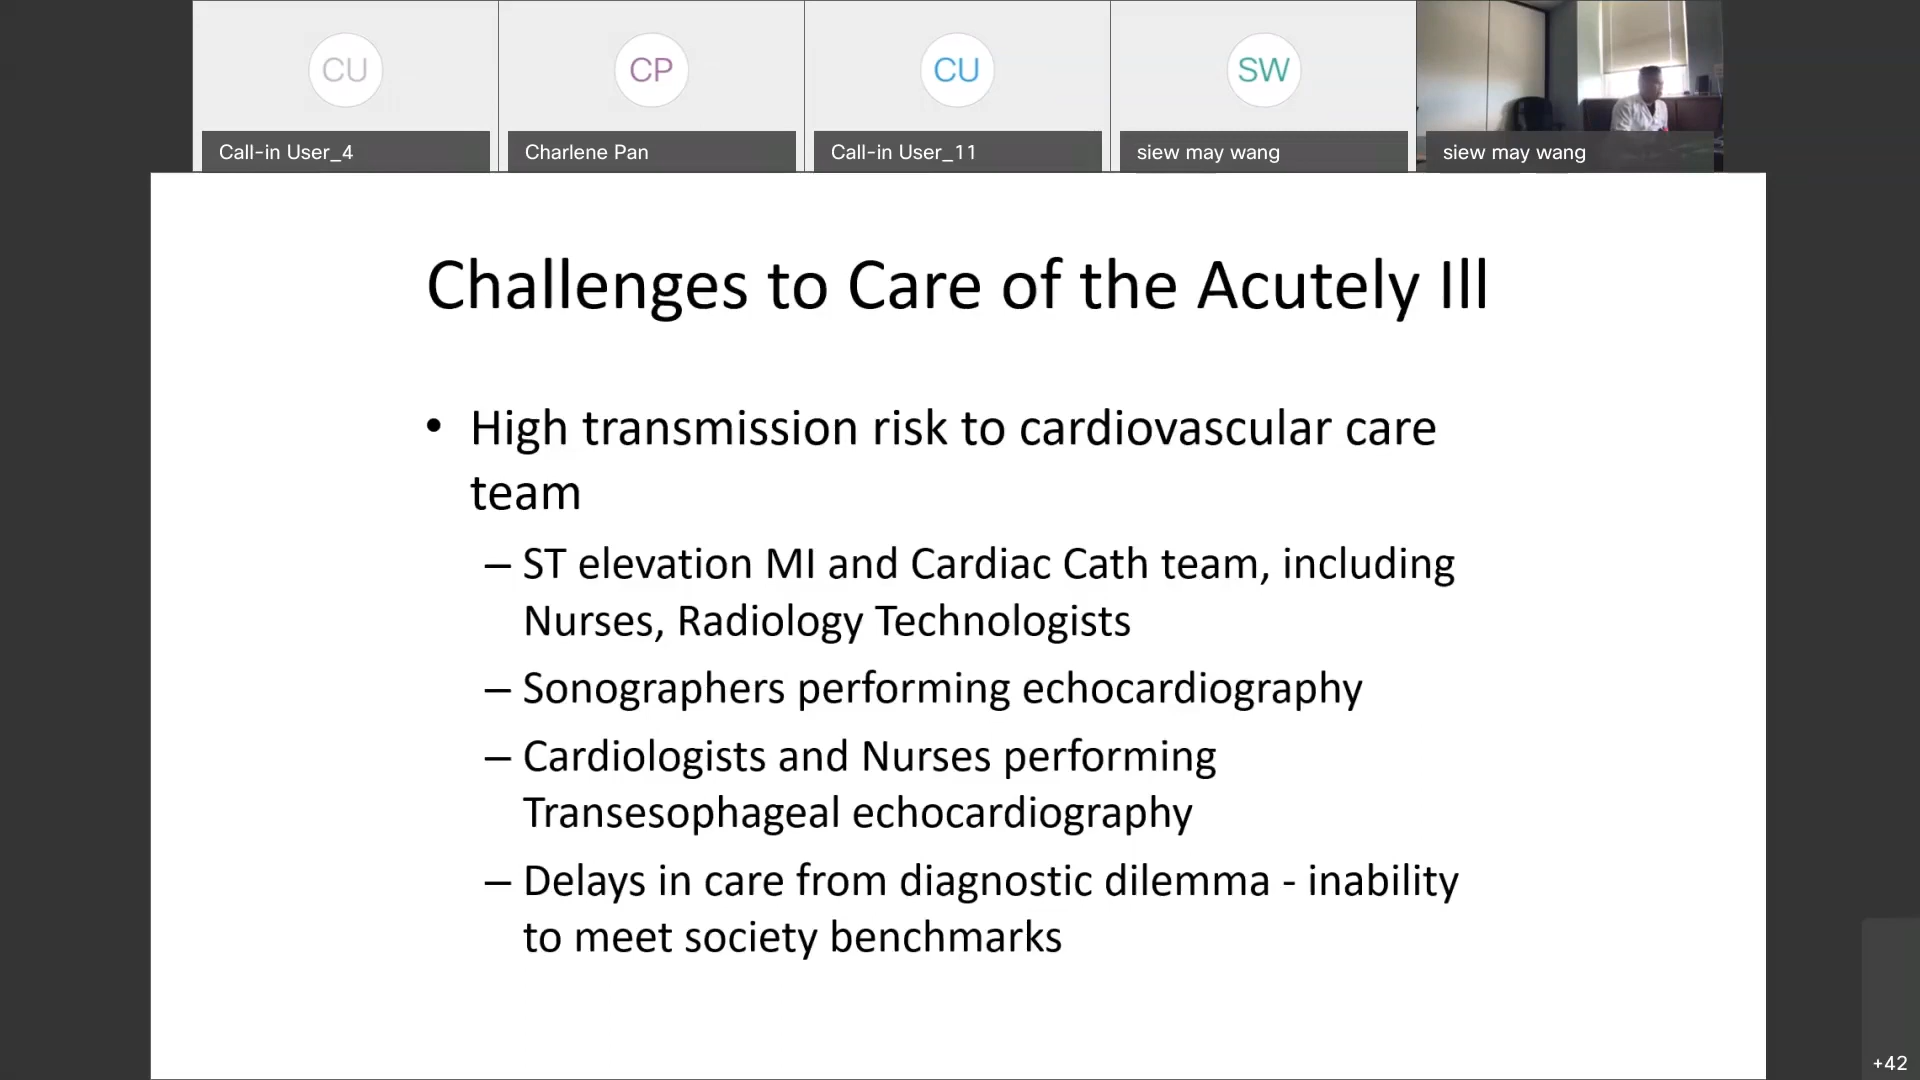 CU
CP
CU
SW
Call-in User_4
Charlene Pan
Call-in User_11
siew may wang
siew may wang
Challenges to Care of the Acutely Ill
• High transmission risk to cardiovascular care
team
– ST elevation MI and Cardiac Cath team, including
Nurses, Radiology Technologists
– Sonographers performing echocardiography
– Cardiologists and Nurses performing
Transesophageal echocardiography
– Delays in care from diagnostic dilemma - inability
to meet society benchmarks
+42